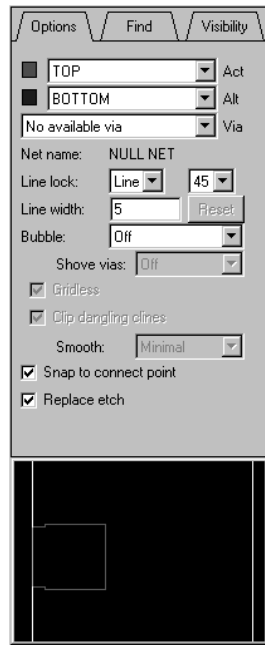 Options Find Visibility
TOP Act
BOTTOM Alt
No available via Via
Net name: NULL NET
Line lock: Line 45
Line width: 5 Reset
Bubble: Off
Shove vias: Off
Gridless
Clip dangling clines
Smooth: Minimal
Snap to connect point
Replace etch